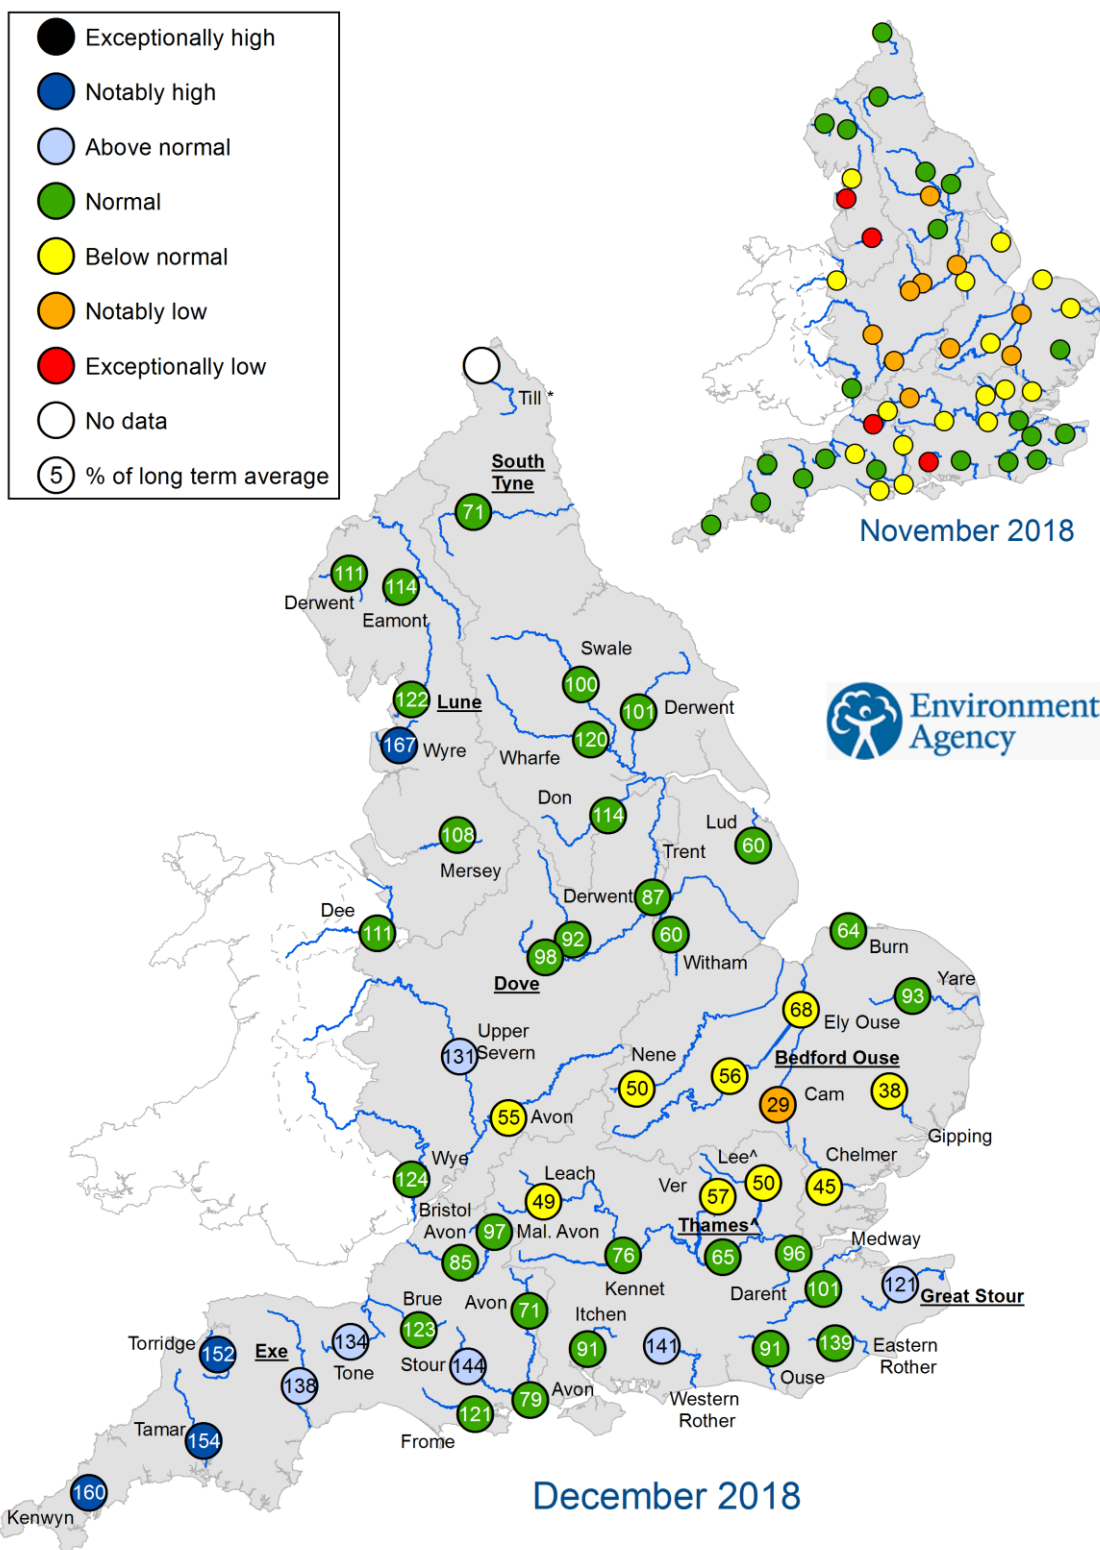 Exceptionally high
Notably high
Above normal
Normal
Below normal
Notably low
Exceptionally low
No data
5 % of long term average
November 2018
Till *
South
Tyne
71
111
Derwent
114
Eamont
Swale
100
122 Lune
101 Derwent
167 Wyre
120
Wharfe
Environment
Agency
Don
114
108
Mersey
Lud
60
Trent
Derwent 87
Dee
111
92
98
Dove
60
Witham
64
Burn
Yare
93
68
Ely Ouse
Upper
Severn
131
Nene
50
Bedford Ouse
56
29 Cam
38
Gipping
55 Avon
Wye
124
Leach
49
Lee^
Ver
57
50
Chelmer
45
Bristol
Avon
85
97 Mal. Avon
Thames^
65
76
Kennet
96
Darent
Medway
101
121
Great Stour
Brue
123
Avon 71
Itchen
91
141
Western
Rother
91
Ouse
139
Eastern
Rother
Torridge
152
Exe
138
134
Tone
Stour 144
79 Avon
121
Frome
Tamar
154
160
Kenwyn
December 2018